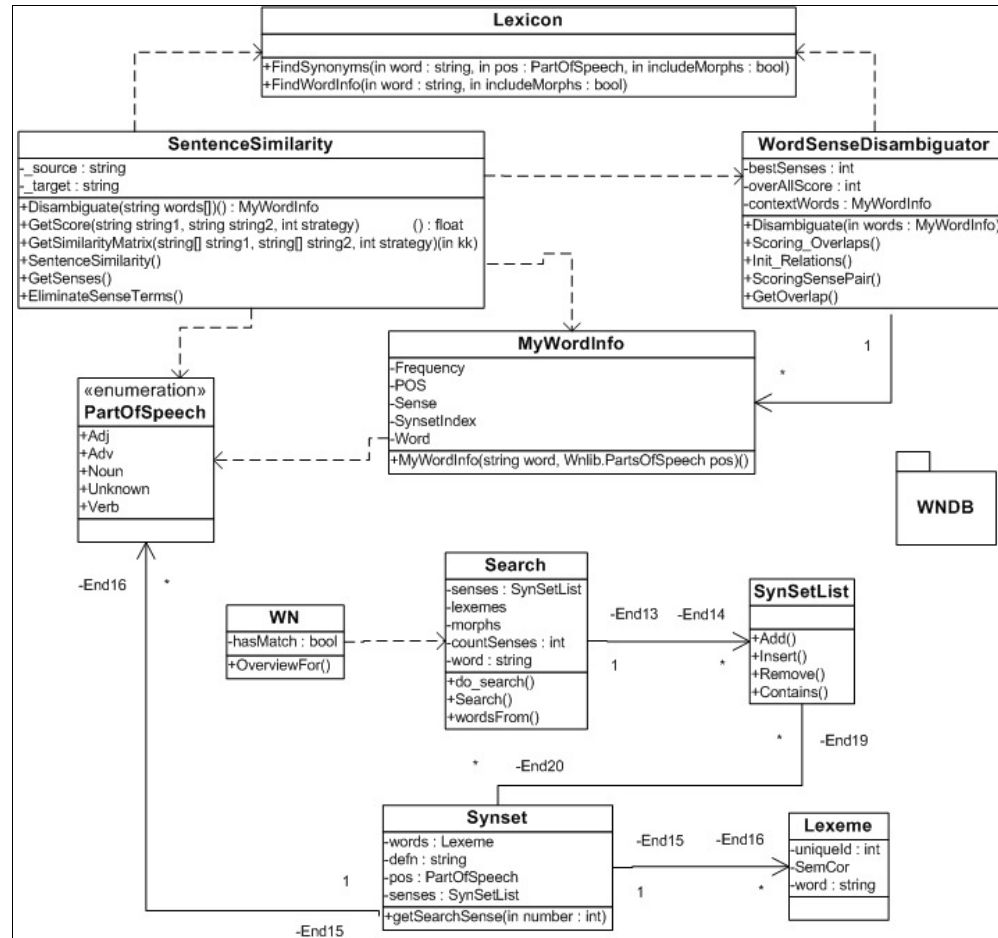 Lexicon
+FindSynonyms(in word : string, in pos : PartOfSpeech, in includeMorphs : bool)
+FindWordInfo(in word : string, in includeMorphs : bool)
SentenceSimilarity
-_source : string
-_target : string
+Disambiguate(string words[])() : MyWordInfo
+GetScore(string string1, string string2, int strategy) () : float
+GetSimilarityMatrix(string[] string1, string[] string2, int strategy)(in kk)
+SentenceSimilarity()
+GetSenses()
+EliminateSenseTerms()
WordSenseDisambiguator
-bestSenses : int
-overAllScore : int
-contextWords : MyWordInfo
+Disambiguate(in words : MyWordInfo)
+Scoring_Overlaps()
+Init_Relations()
+ScoringSensePair()
+GetOverlap()
1
*
MyWordInfo
-Frequency
-POS
-Sense
-SynsetIndex
-Word
+MyWordInfo(string word, Wnlib.PartsOfSpeech pos)()
«enumeration»
PartOfSpeech
+Adj
+Adv
+Noun
+Unknown
+Verb
WNDB
-End16
*
Search
-senses : SynSetList
-lexemes
-morphs
-countSenses : int
-word : string
+do_search()
+Search()
+wordsFrom()
WN
-hasMatch : bool
+OverviewFor()
-End13
-End14
1
*
SynSetList
+Add()
+Insert()
+Remove()
+Contains()
*
-End19
*
-End20
Synset
-words : Lexeme
-defn : string
-pos : PartOfSpeech
-senses : SynSetList
+getSearchSense(in number : int)
-End15
-End16
1
*
Lexeme
-uniqueId : int
-SemCor
-word : string
1
-End15